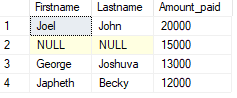 Firstname Lastname Amount_paid
1 Joel John 20000
2 NULL NULL 15000
3 George Joshuva 13000
4 Japheth Becky 12000